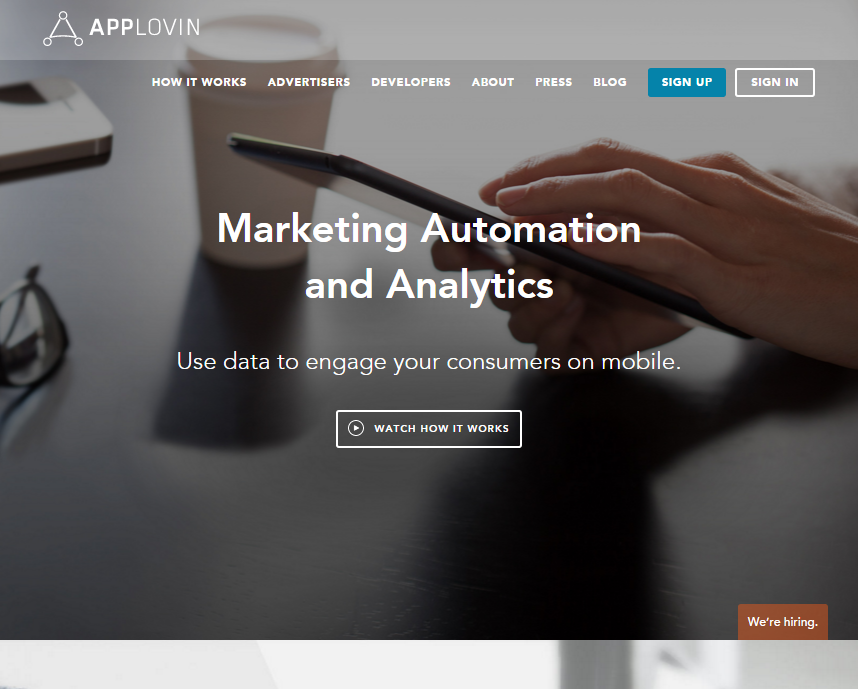 APPLOVIN
HOW IT WORKS ADVERTISERS DEVELOPERS ABOUT PRESS BLOG SIGN UP SIGN IN
Marketing Automation
and Analytics
Use data to engage your consumers on mobile.
WATCH HOW IT WORKS
We're hiring.